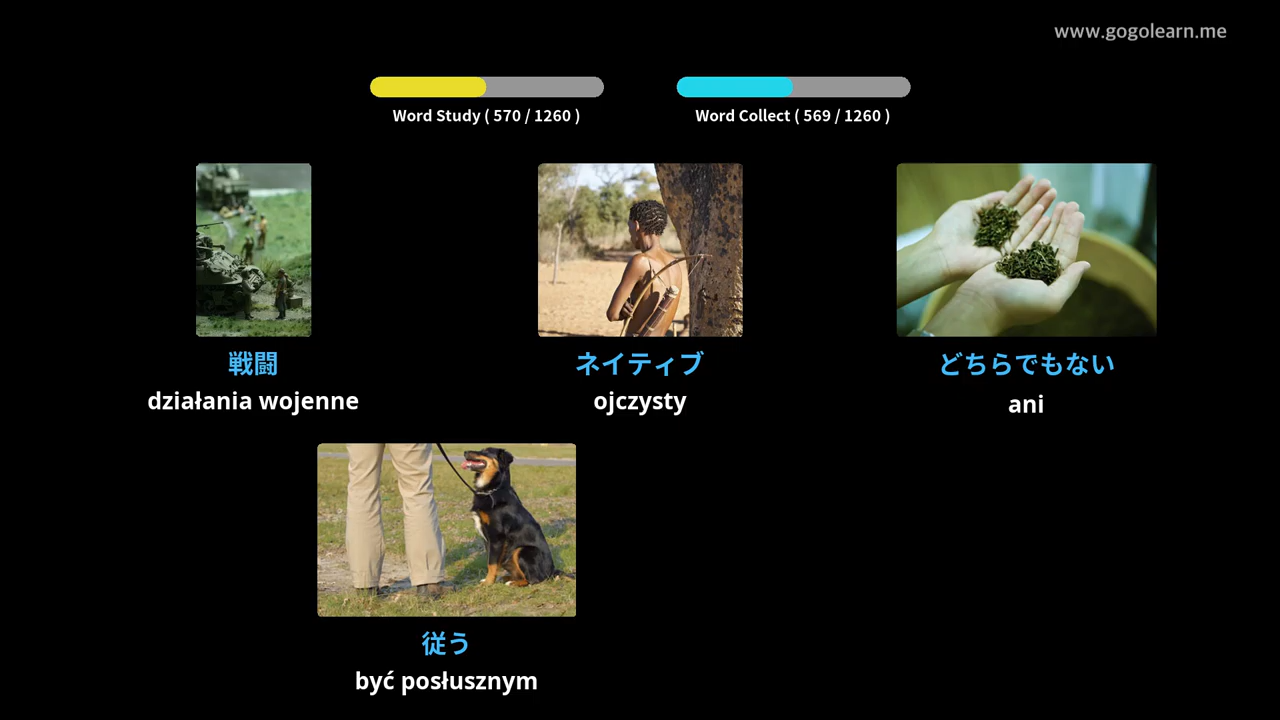 www.gogolearn.me
Word Study ( 570 / 1260 )
Word Collect ( 569 / 1260 )
戦闘
działania wojenne
ネイティブ
ojczysty
どちらでもない
ani
従う
być posłusznym